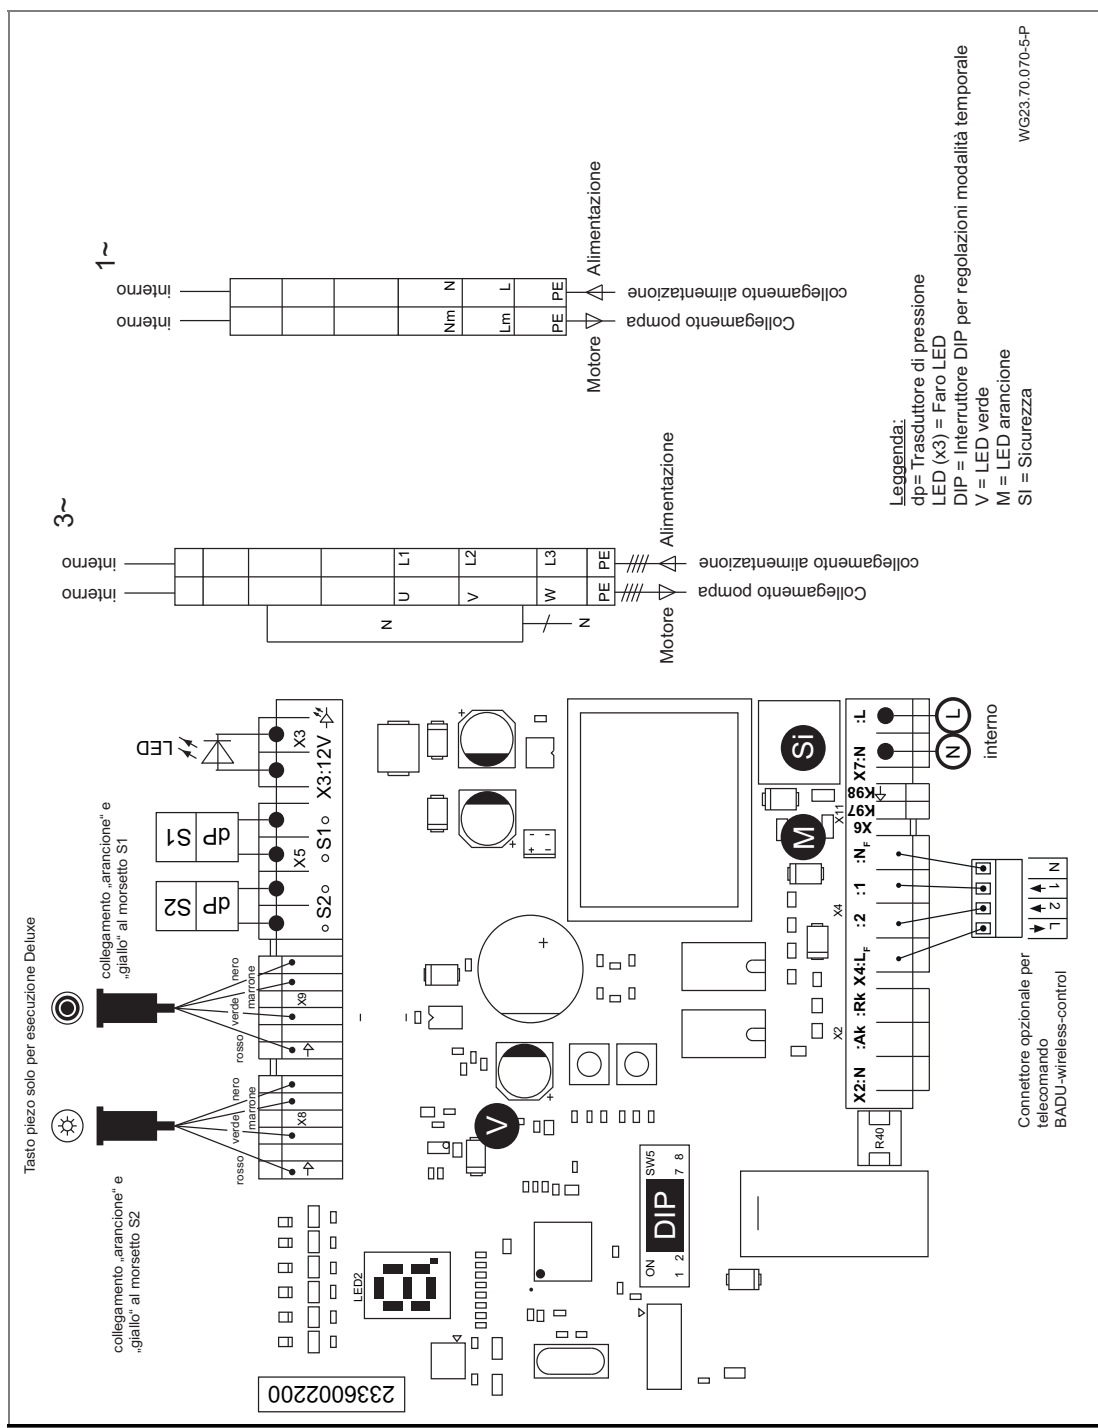 Tasto piezo solo per esecuzione Deluxe
collegamento „arancione“ e
„giallo“ al morsetto S2
collegamento „arancione“ e
„giallo“ al morsetto S1
rosso
verde
marrone
nero
rosso
verde
marrone
nero
X8
X9
dP S2
dP S1
LED
S2
S1
X5
X3:12V
X3
2336002200
LED2
V
DIP
ON
SW5
1 2
7 8
M
Si
R40
X2
X4
X11
X2:N
:Ak
:Rk
X4:LF
:2
:1
:NF
X6
K97
K98
X7:N
:L
N
L
interno
L
2
1
N
Connettore opzionale per
telecomando
BADU-wireless-control
3~
interno
interno
L1
L2
L3
PE
U
V
W
PE
N
N
Motore
Alimentazione
Collegamento pompa
collegamento alimentazione
1~
interno
interno
N
L
PE
Nm
Lm
PE
Motore
Alimentazione
Collegamento pompa
collegamento alimentazione
Leggenda:
dp= Trasduttore di pressione
LED (x3) = Faro LED
DIP = Interruttore DIP per regolazioni modalità temporale
V = LED verde
M = LED arancione
SI = Sicurezza
WG23.70.070-5-P